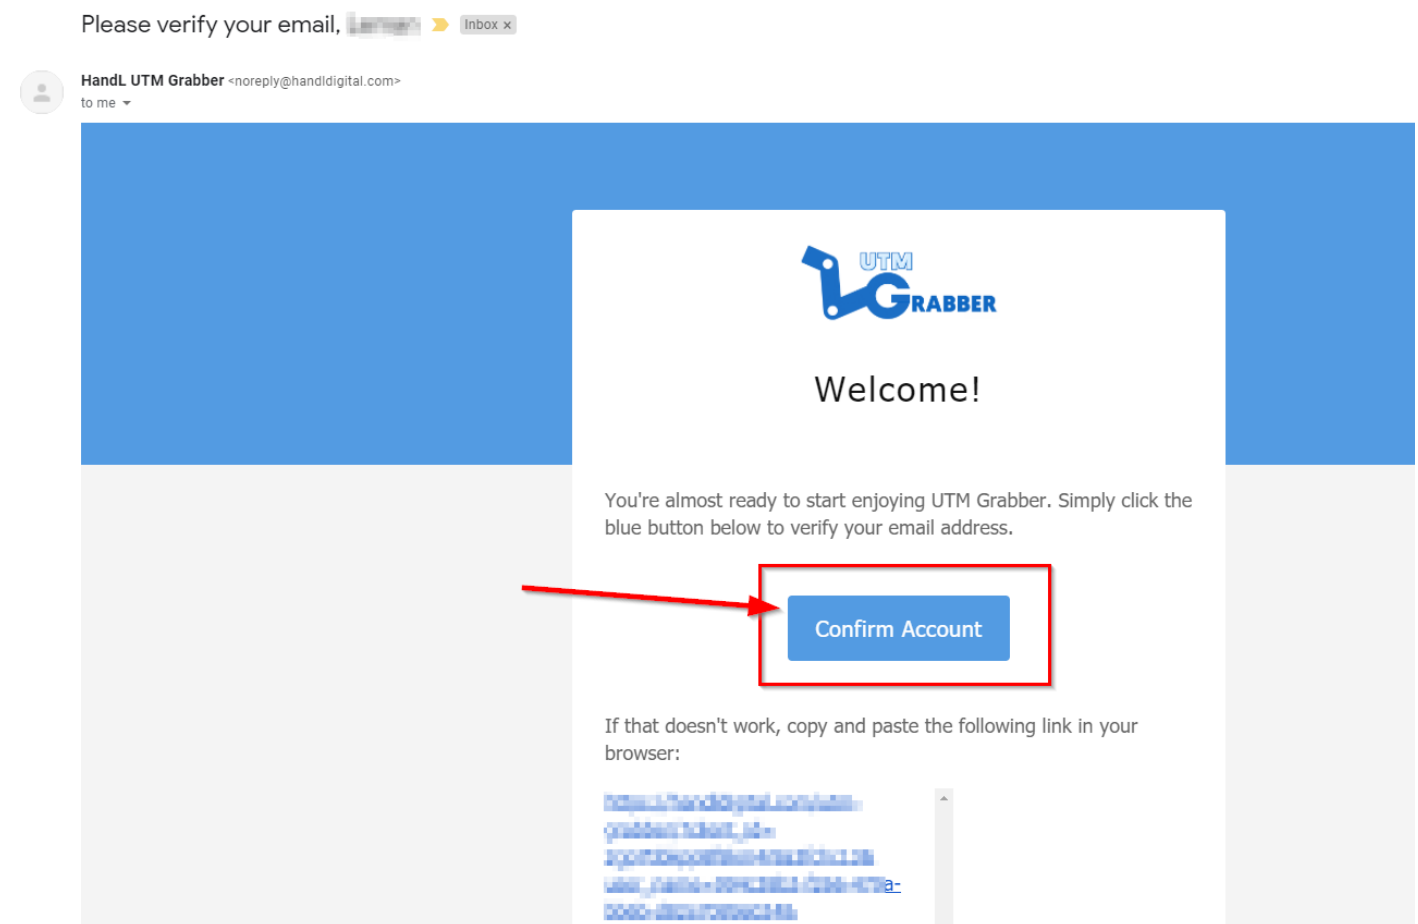 Please verify your email,
Inbox ×
HandL UTM Grabber <noreply@handldigital.com>
to me
UTM
GRABBER
Welcome!
You're almost ready to start enjoying UTM Grabber. Simply click the
blue button below to verify your email address.
Confirm Account
If that doesn't work, copy and paste the following link in your
browser:
a-